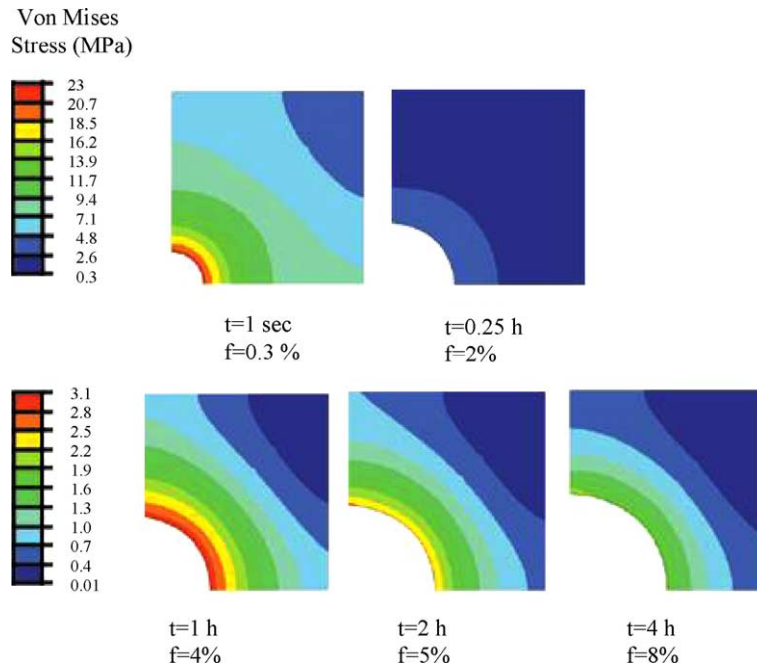 Von Mises
Stress (MPa)
23
20.7
18.5
16.2
13.9
11.7
9.4
7.1
4.8
2.6
0.3
t=1 sec
f=0.3 %
t=0.25 h
f=2%
3.1
2.8
2.5
2.2
1.9
1.6
1.3
1.0
0.7
0.4
0.01
t=1 h
f=4%
t=2 h
f=5%
t=4 h
f=8%